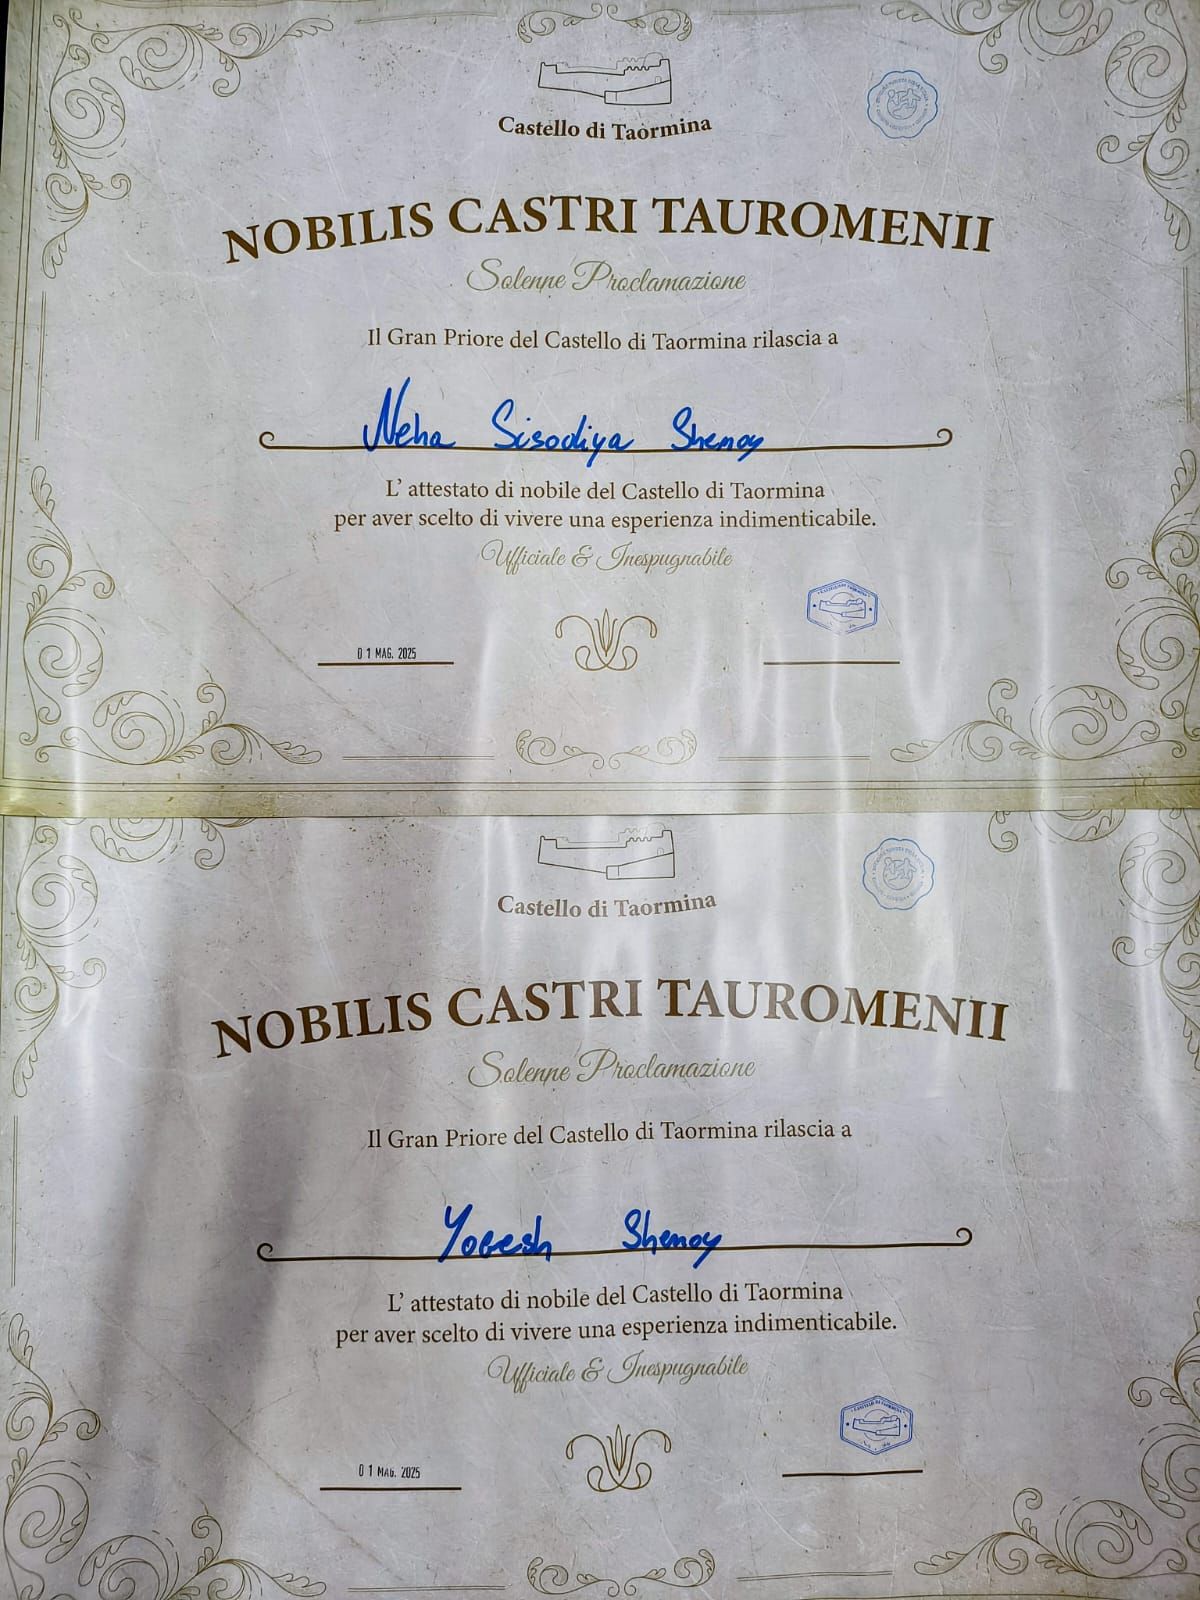 Castello di Taormina
NOBILIS CASTRI TAUROMENII
Solenne Proclamazione
Il Gran Priore del Castello di Taormina rilascia a
Neha Sisodiya Shenoy
L' attestato di nobile del Castello di Taormina
per aver scelto di vivere una esperienza indimenticabile.
Ufficiale & Inespugnabile
01 MAG. 2025
Castello di Taormina
NOBILIS CASTRI TAUROMENII
Solenne Proclamazione
Il Gran Priore del Castello di Taormina rilascia a
Yogesh Shenoy
L' attestato di nobile del Castello di Taormina
per aver scelto di vivere una esperienza indimenticabile.
Ufficiale & Inespugnabile
CASTELLO DI TAORMINA
01 MAG. 2025